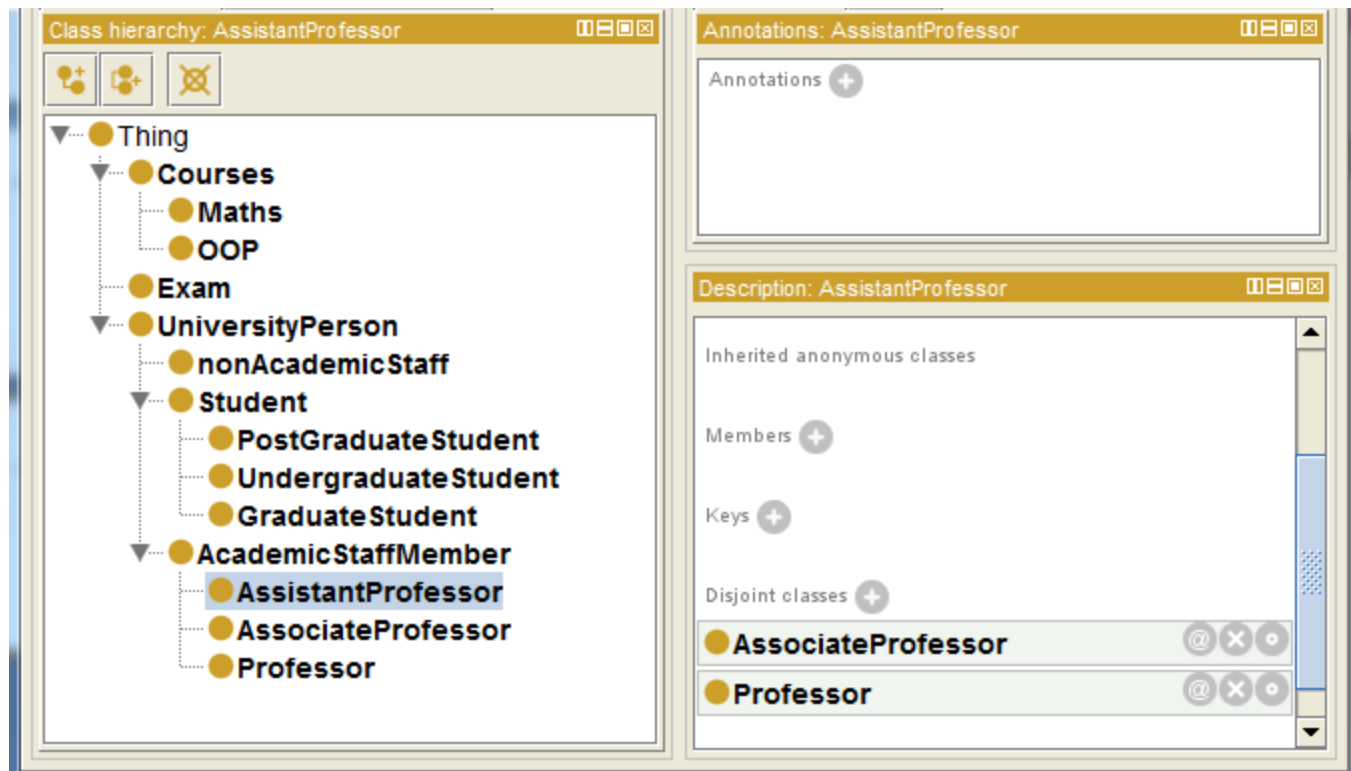 Class hierarchy: AssistantProfessor
Thing
Courses
Maths
OOP
Exam
UniversityPerson
nonAcademicStaff
Student
PostGraduateStudent
UndergraduateStudent
GraduateStudent
AcademicStaffMember
AssistantProfessor
AssociateProfessor
Professor
Annotations: AssistantProfessor
Annotations
Description: AssistantProfessor
Inherited anonymous classes
Members
Keys
Disjoint classes
AssociateProfessor
@
Professor
@